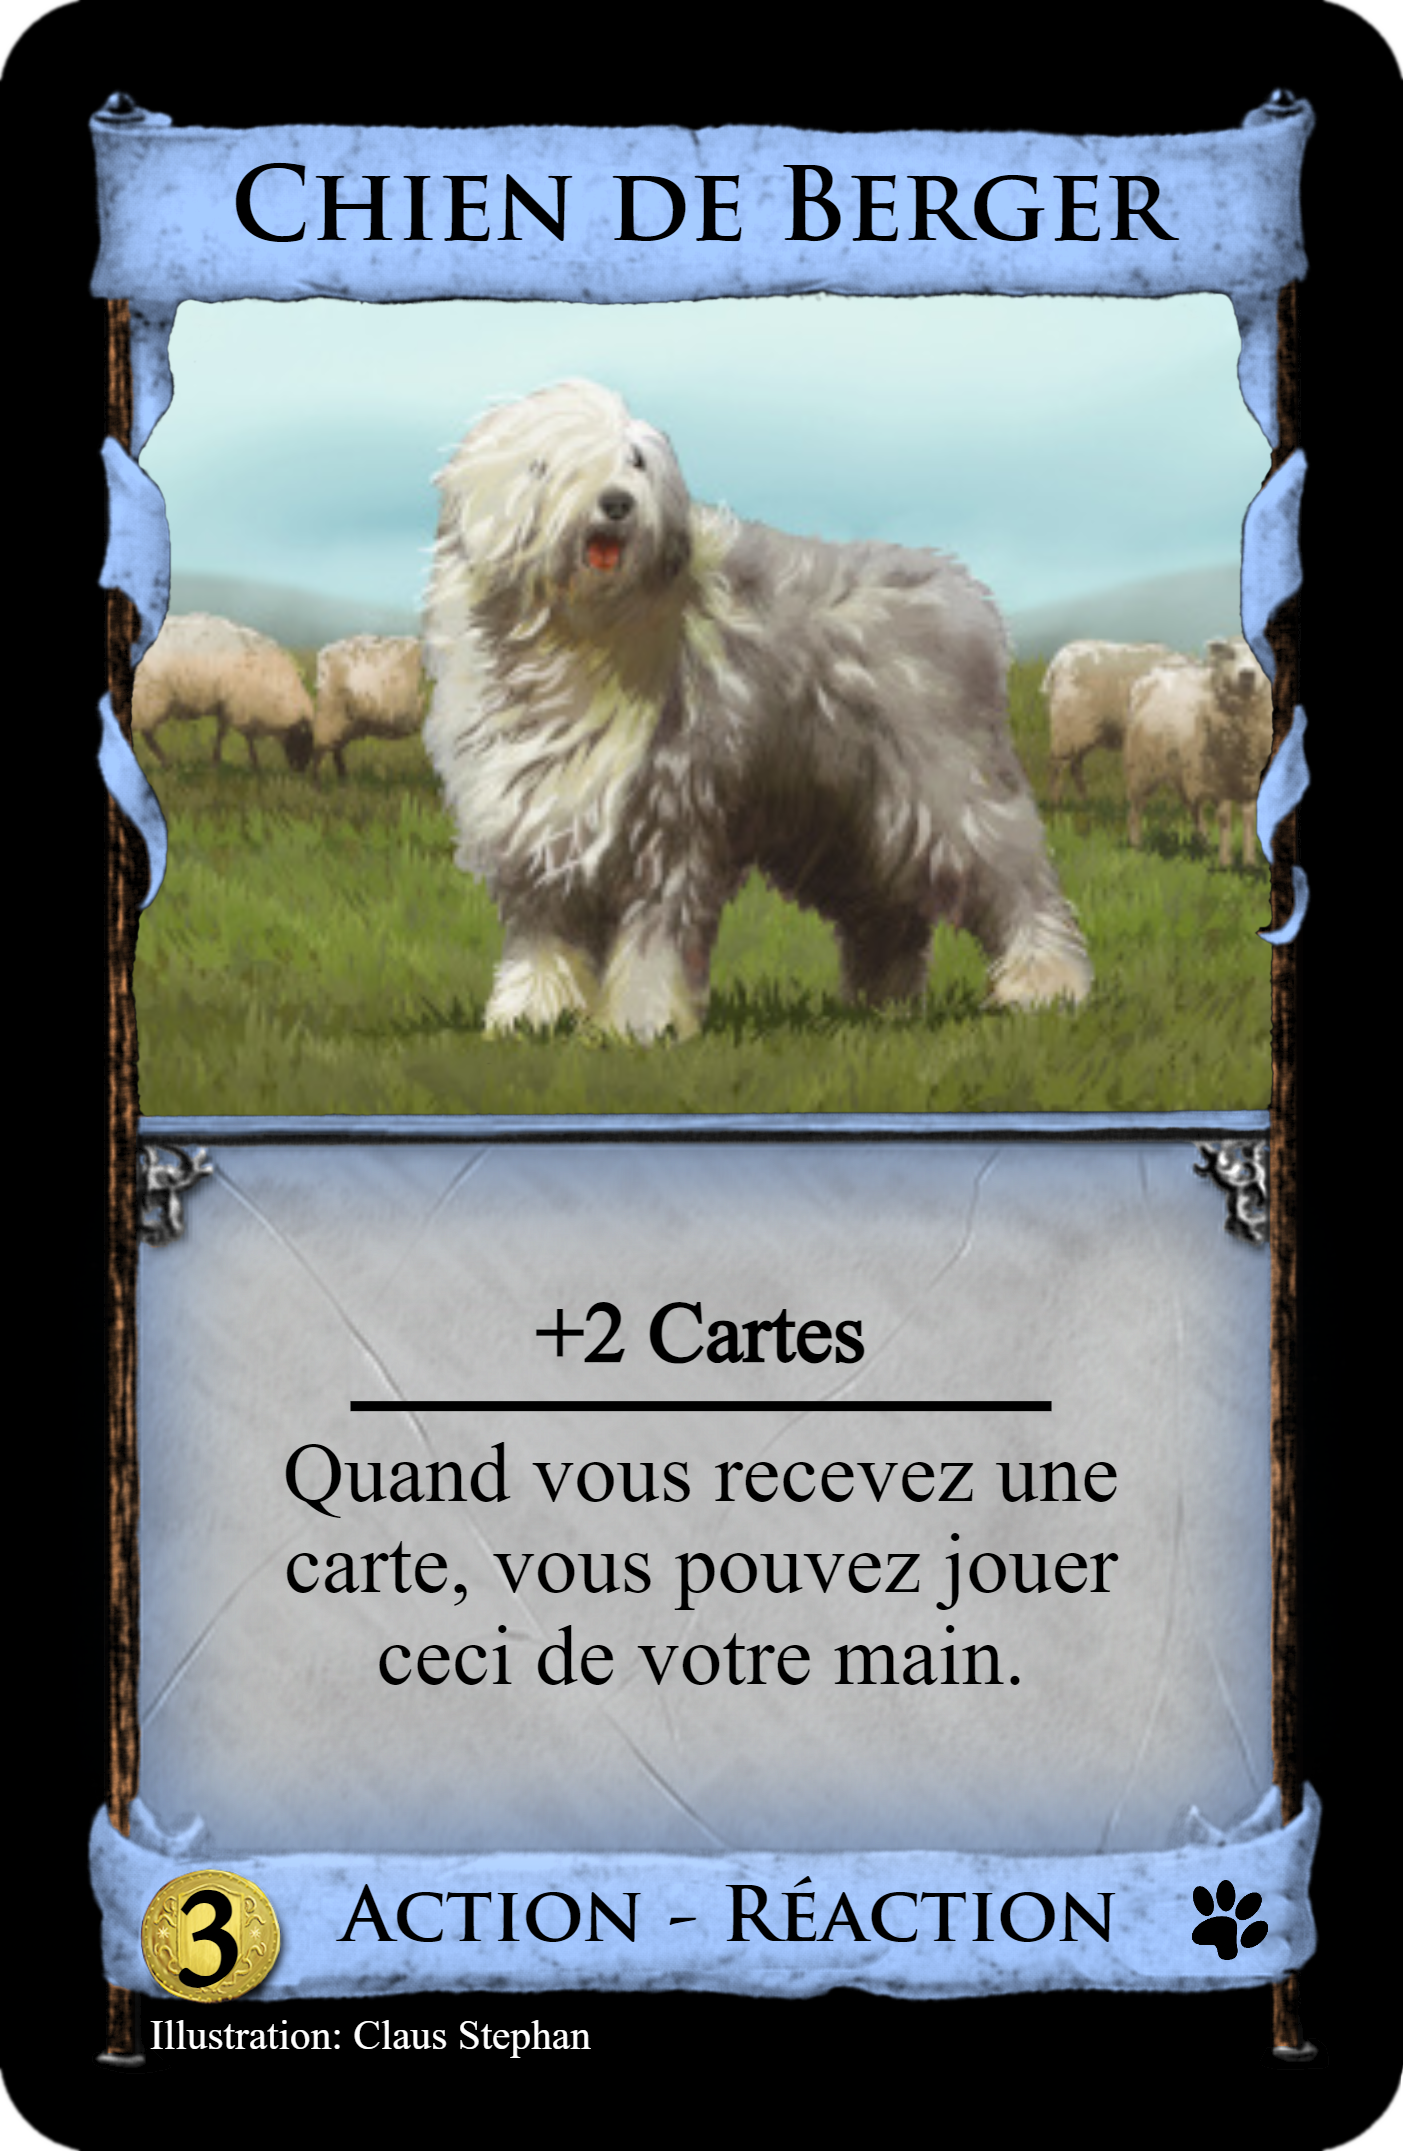 Chien de Berger
+2 Cartes
Quand vous recevez une
carte, vous pouvez jouer
ceci de votre main.
3 Action - Réaction
Illustration: Claus Stephan